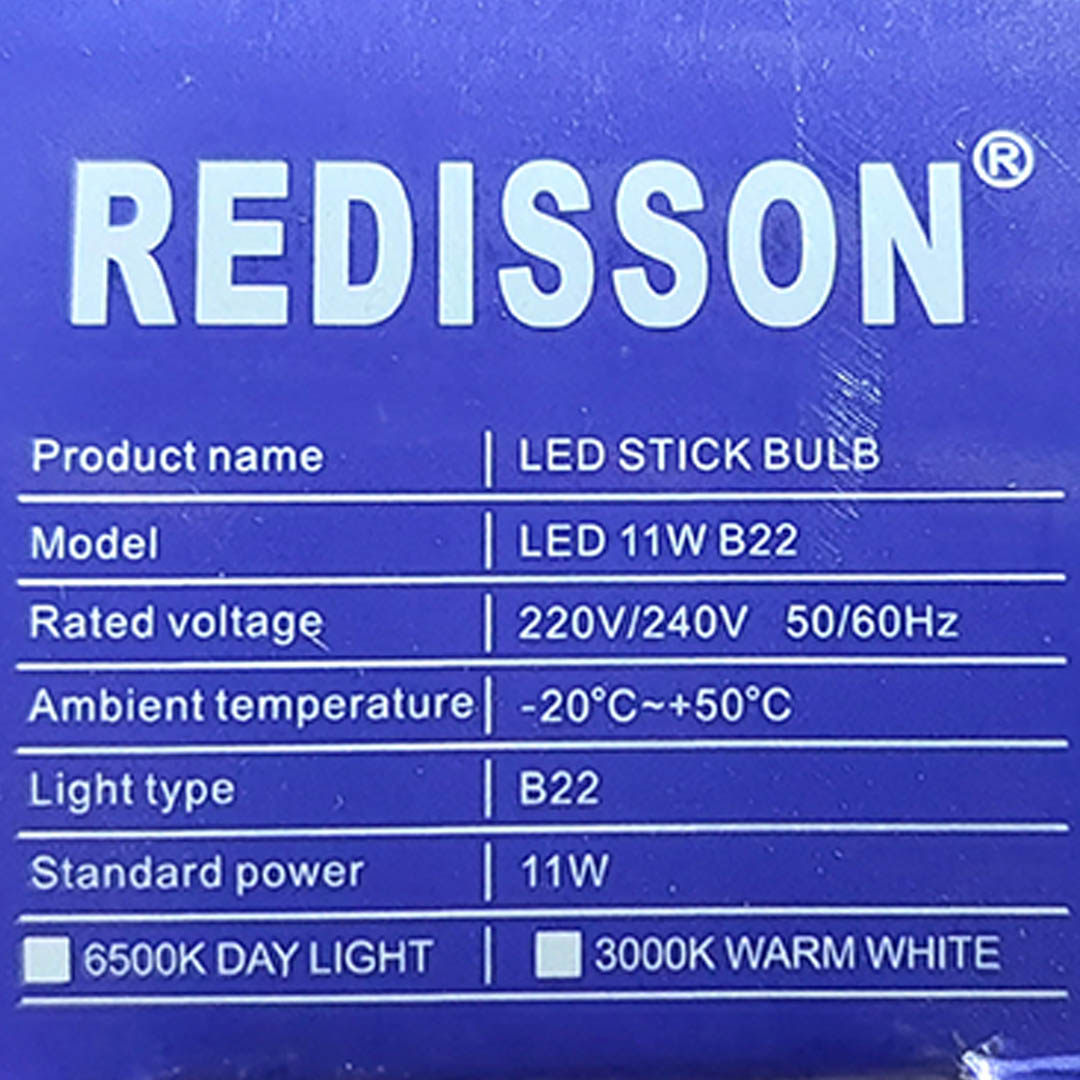 REDISSON®
Product name | LED STICK BULB
Model | LED 11W B22
Rated voltage | 220V/240V 50/60Hz
Ambient temperature | -20°C~+50°C
Light type | B22
Standard power | 11W
6500K DAY LIGHT | 3000K WARM WHITE